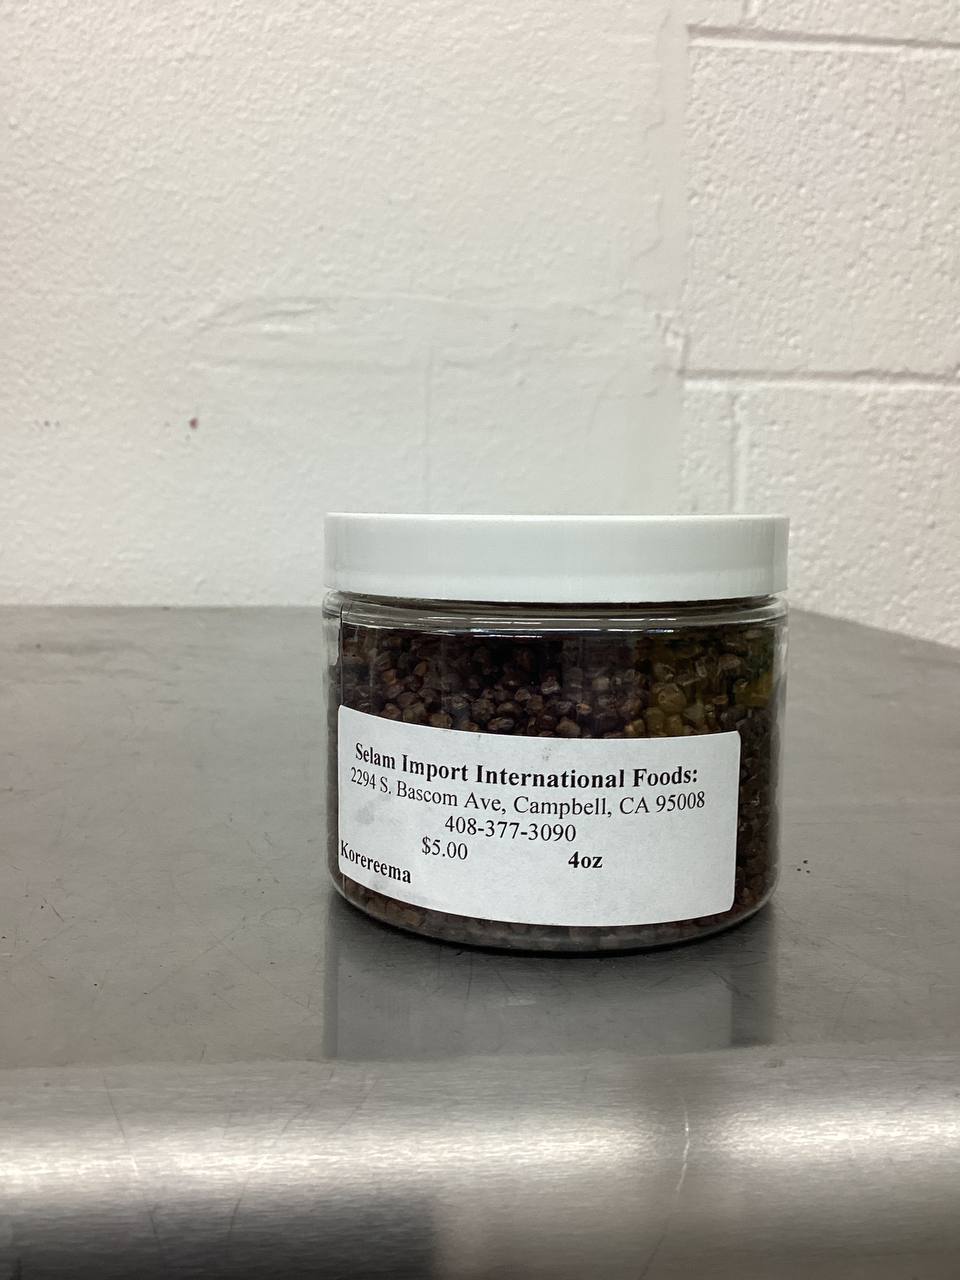 Selam Import International Foods:
2294 S. Bascom Ave, Campbell, CA 95008
408-377-3090
$5.00 4oz
Korereema